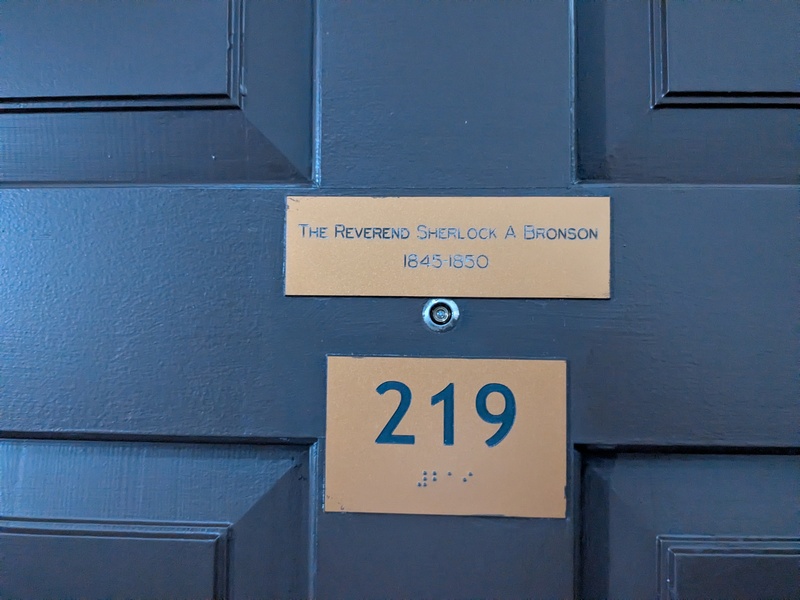 The Reverend Sherlock A Bronson
1845-1850
219
⠼⠃⠁⠊